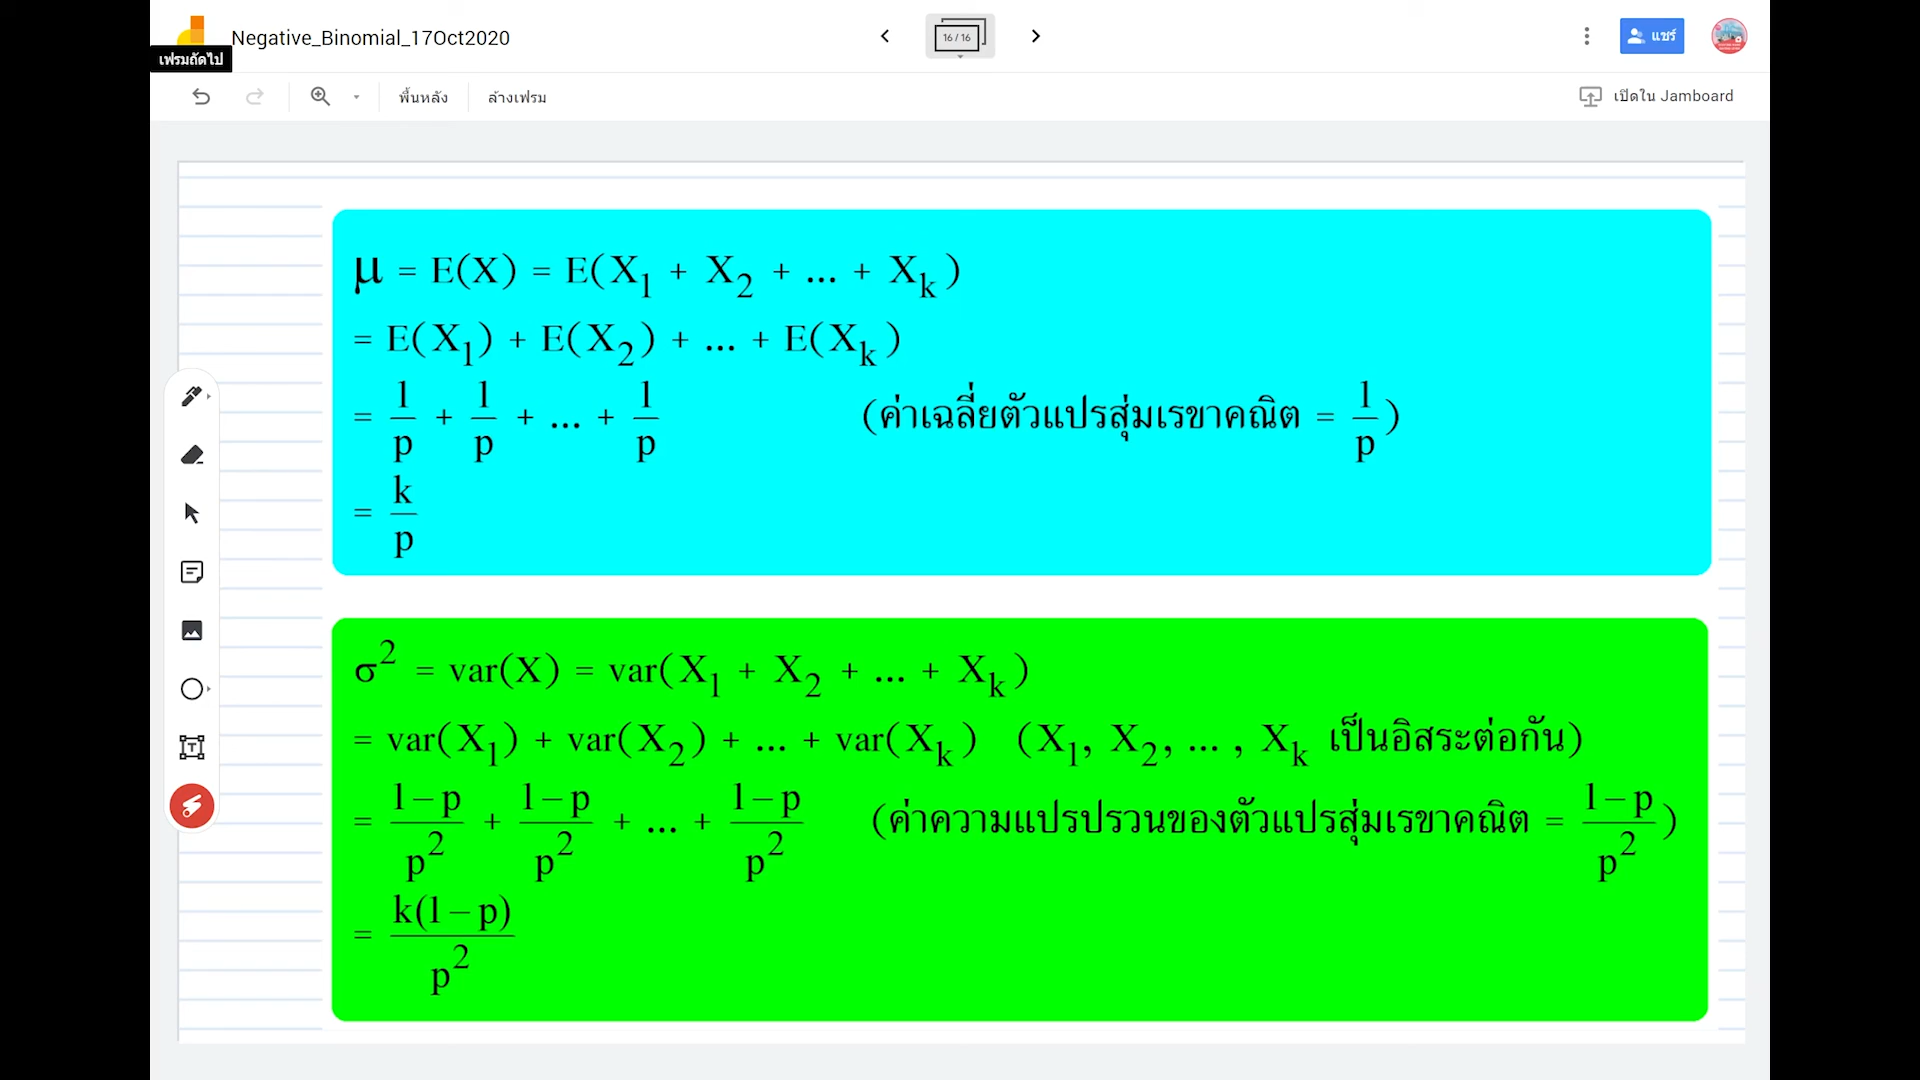 Negative_Binomial_17Oct2020
16 / 16
แชร์
เฟรมถัดไป
พื้นหลัง
ล้างเฟรม
เปิดใน Jamboard
μ = E(X) = E(X₁ + X₂ + ... + Xₖ)
= E(X₁) + E(X₂) + ... + E(Xₖ)
= 1/p + 1/p + ... + 1/p (ค่าเฉลี่ยตัวแปรสุ่มเรขาคณิต = 1/p)
= k/p
σ² = var(X) = var(X₁ + X₂ + ... + Xₖ)
= var(X₁) + var(X₂) + ... + var(Xₖ) (X₁, X₂, ... , Xₖ เป็นอิสระต่อกัน)
= (1−p)/p² + (1−p)/p² + ... + (1−p)/p² (ค่าความแปรปรวนของตัวแปรสุ่มเรขาคณิต = (1−p)/p²)
= k(1−p)/p²